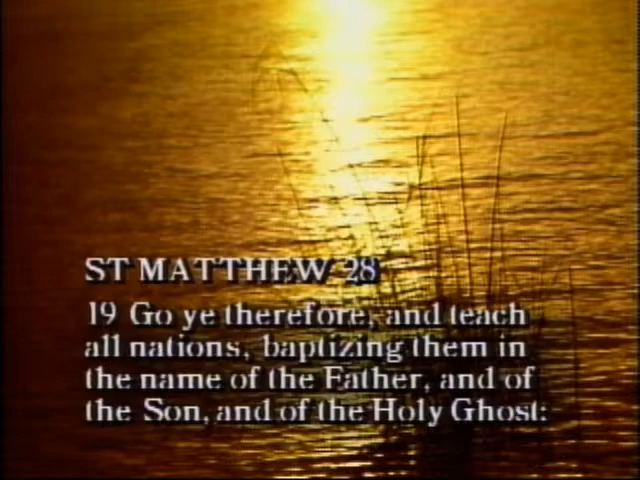 ST MATTHEW 28
19 Go ye therefore, and teach
all nations, baptizing them in
the name of the Father, and of
the Son, and of the Holy Ghost: